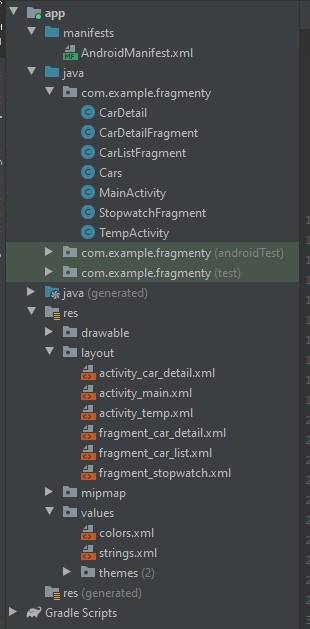 app
manifests
AndroidManifest.xml
java
com.example.fragmenty
CarDetail
CarDetailFragment
CarListFragment
Cars
MainActivity
StopwatchFragment
TempActivity
com.example.fragmenty (androidTest)
com.example.fragmenty (test)
java (generated)
res
drawable
layout
activity_car_detail.xml
activity_main.xml
activity_temp.xml
fragment_car_detail.xml
fragment_car_list.xml
fragment_stopwatch.xml
mipmap
values
colors.xml
strings.xml
themes (2)
res (generated)
Gradle Scripts